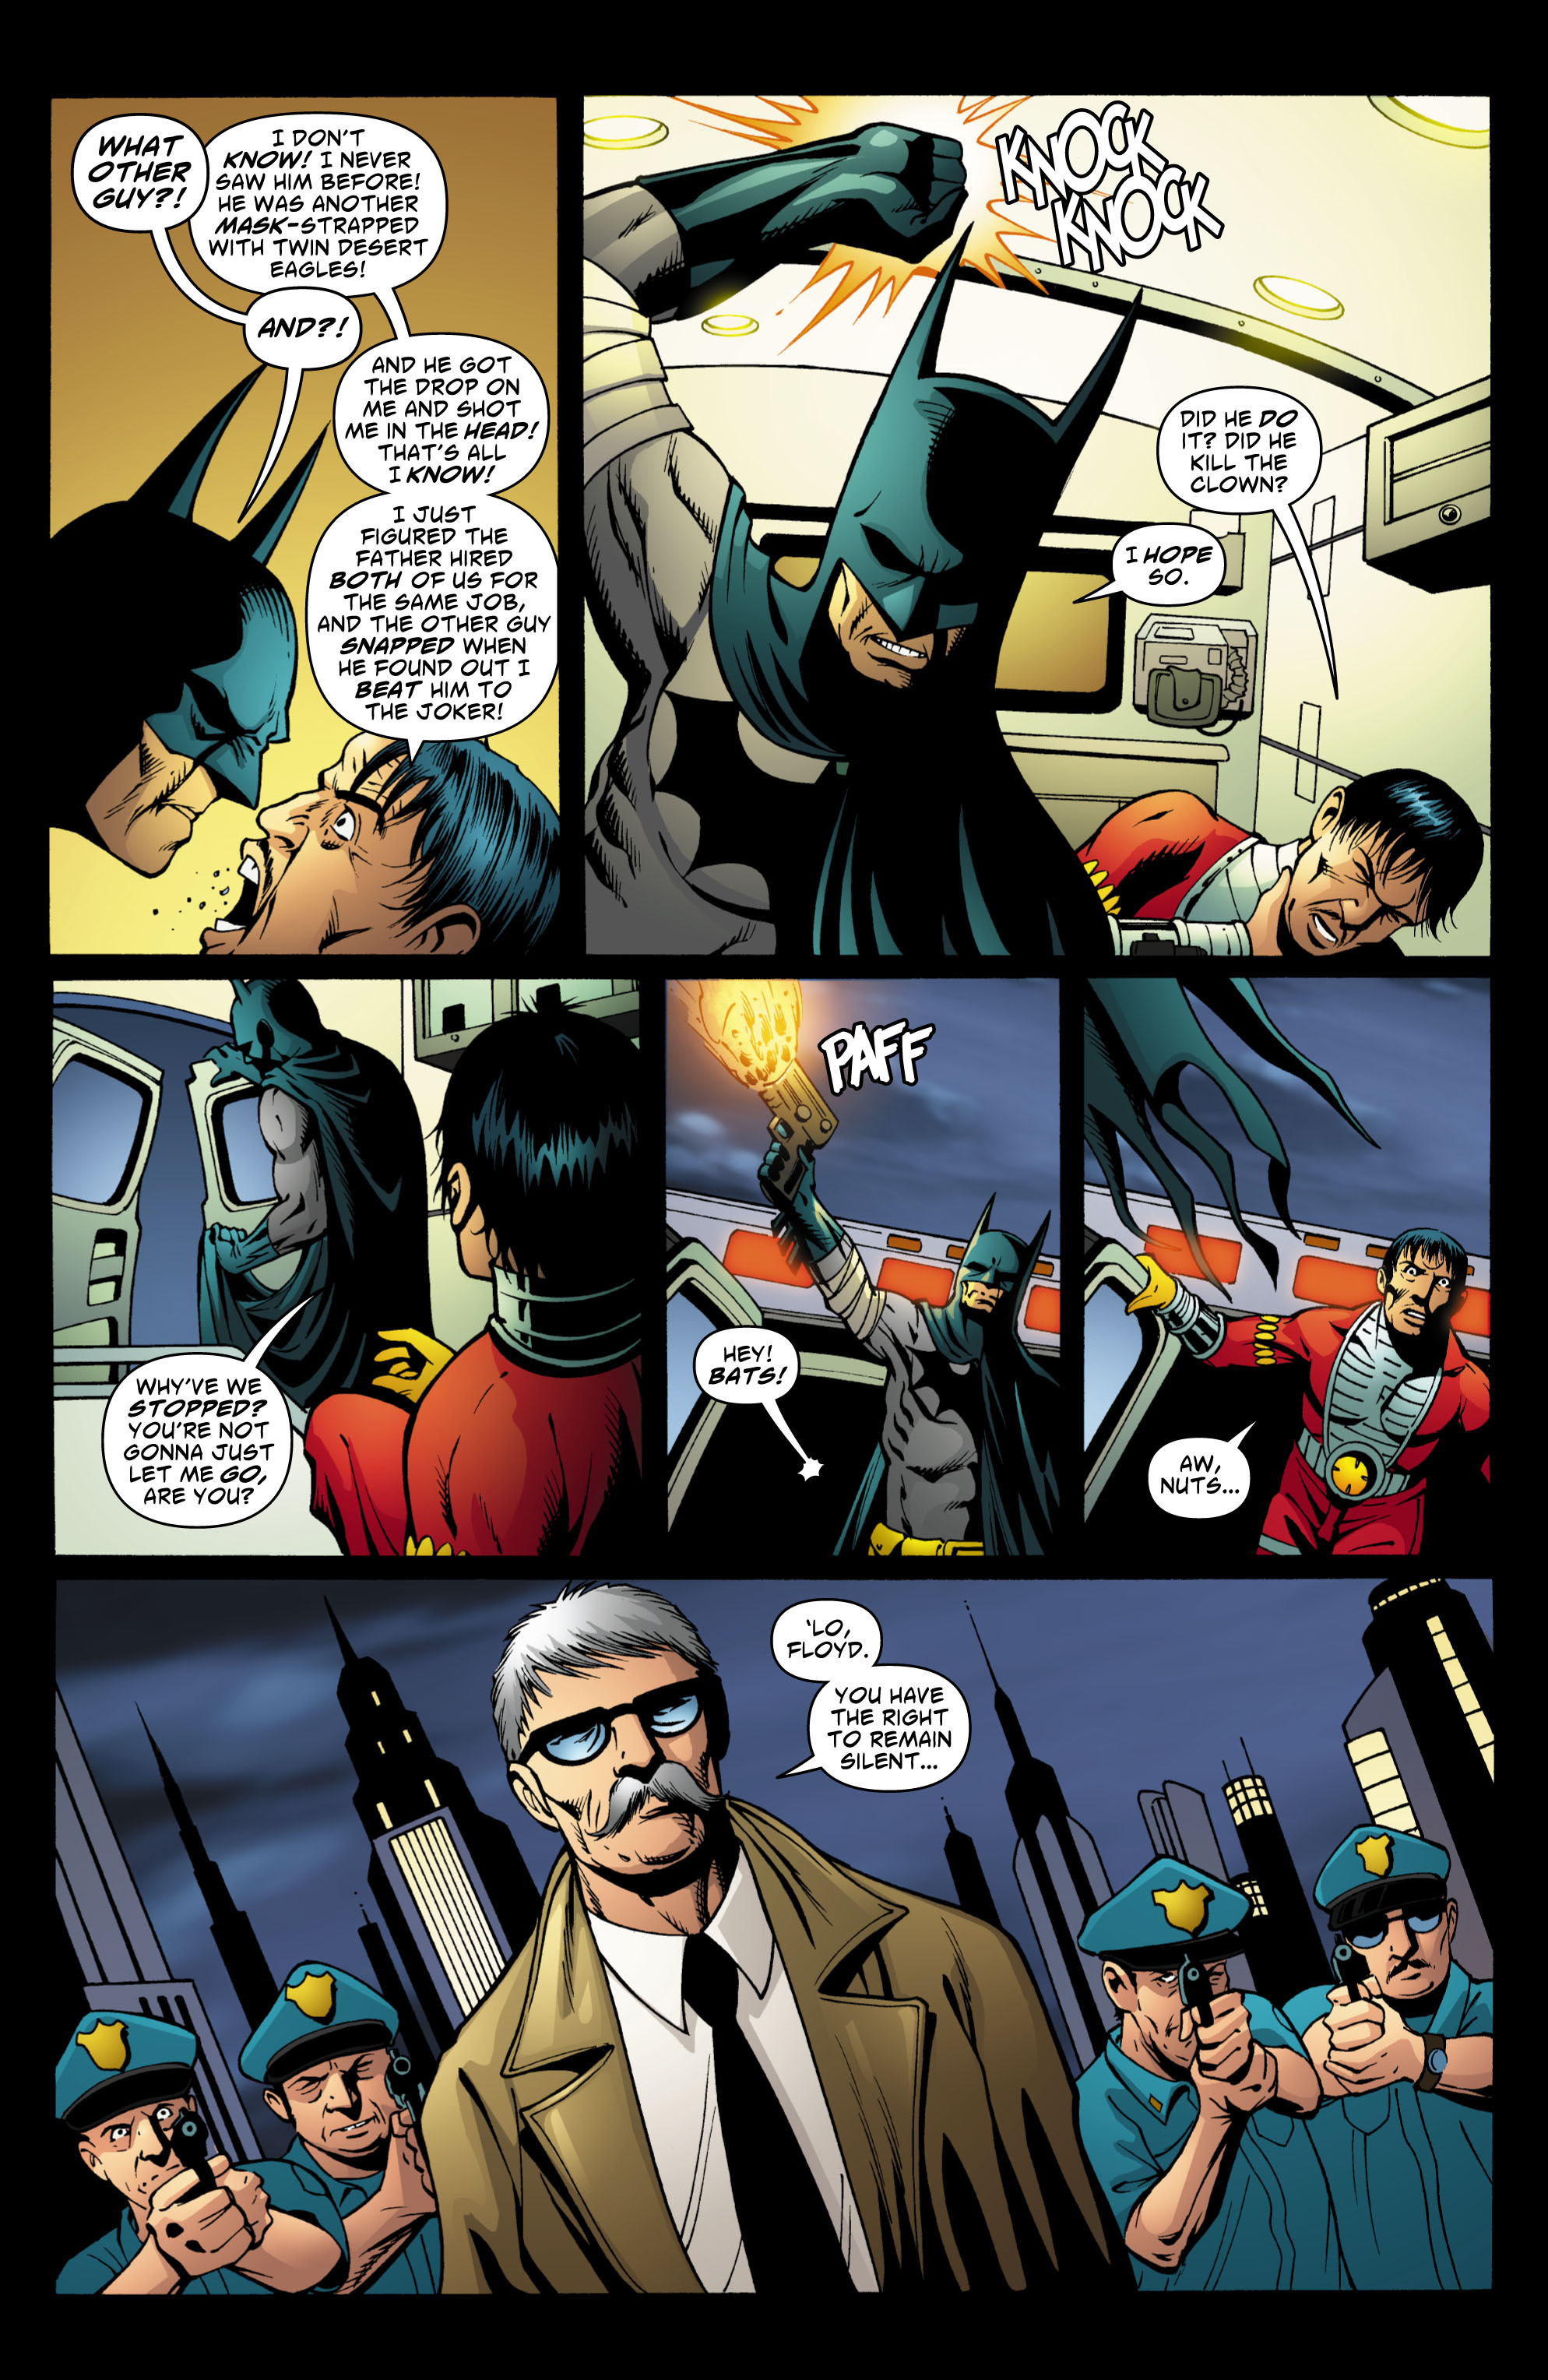 WHAT
OTHER
GUY?!
I DON'T
KNOW! I NEVER
SAW HIM BEFORE!
HE WAS ANOTHER
MASK-STRAPPED
WITH TWIN DESERT
EAGLES!
AND?!
AND HE GOT
THE DROP ON
ME AND SHOT
ME IN THE HEAD!
THAT'S ALL
I KNOW!
I JUST
FIGURED THE
FATHER HIRED
BOTH OF US FOR
THE SAME JOB,
AND THE OTHER GUY
SNAPPED WHEN
HE FOUND OUT I
BEAT HIM TO
THE JOKER!
KNOCK
KNOCK
DID HE DO
IT? DID HE
KILL THE
CLOWN?
I HOPE
SO.
WHY'VE WE
STOPPED?
YOU'RE NOT
GONNA JUST
LET ME GO,
ARE YOU?
PAFF
HEY!
BATS!
AW,
NUTS...
'LO,
FLOYD.
YOU HAVE
THE RIGHT
TO REMAIN
SILENT...